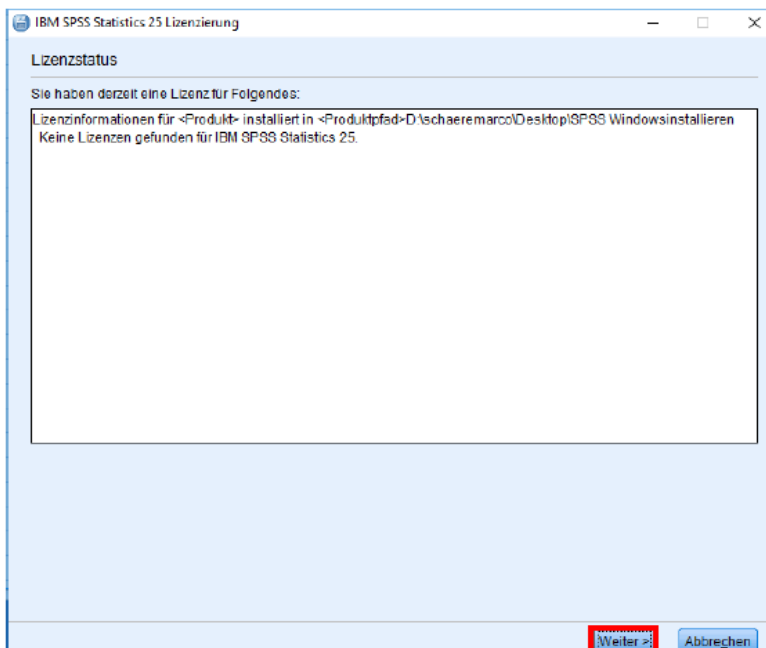 IBM SPSS Statistics 25 Lizenzierung
Lizenzstatus
Sie haben derzeit eine Lizenz für Folgendes:
Lizenzinformationen für <Produkt> installiert in <Produktpfad>D:\schaeremarco\Desktop\SPSS Windowsinstallieren
Keine Lizenzen gefunden für IBM SPSS Statistics 25.
Weiter > Abbrechen